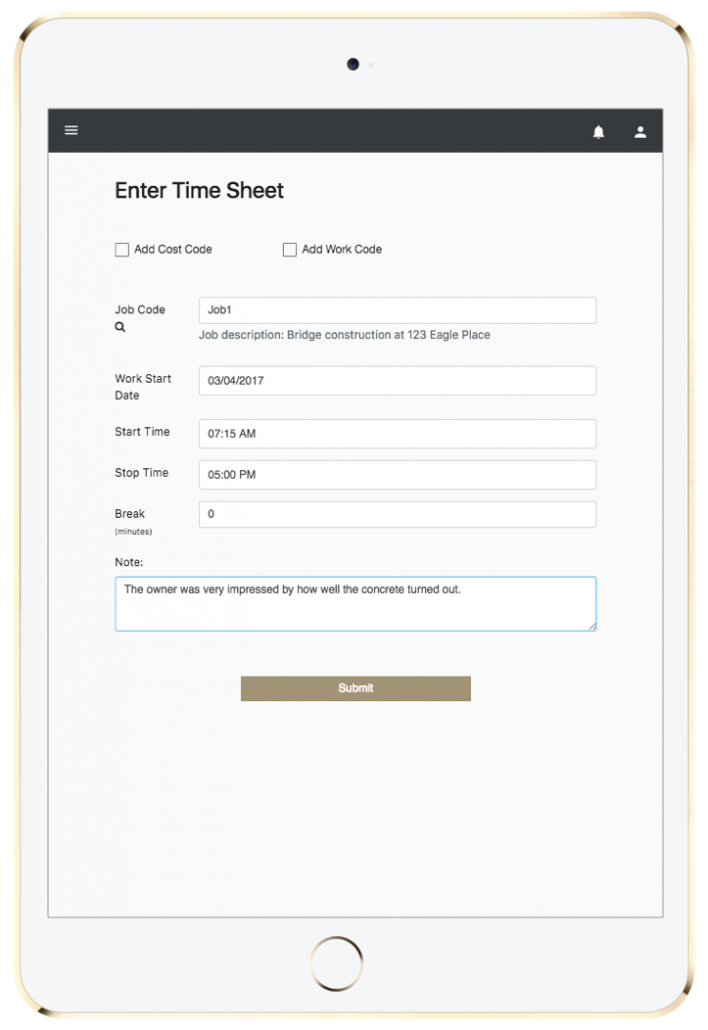 Enter Time Sheet
Add Cost Code Add Work Code
Job Code Job1
Job description: Bridge construction at 123 Eagle Place
Work Start
Date
03/04/2017
Start Time 07:15 AM
Stop Time 05:00 PM
Break 0
(minutes)
Note:
The owner was very impressed by how well the concrete turned out.
Submit